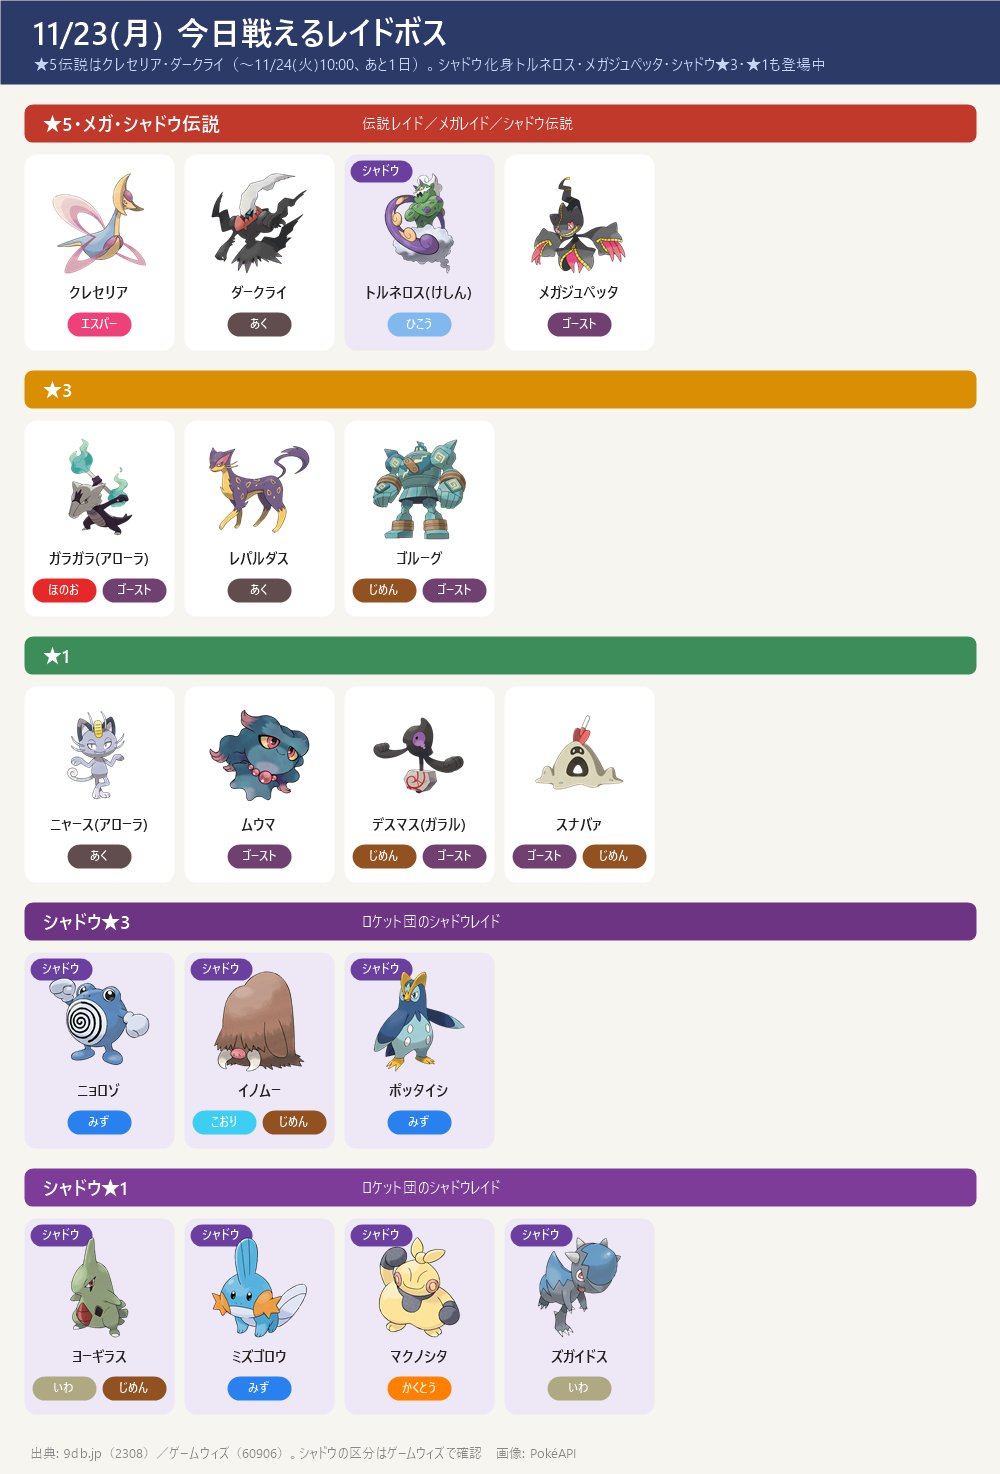 11/23(月) 今日戦えるレイドボス
★5伝説はクレセリア・ダークライ（〜11/24(火)10:00、あと1日）。シャドウ化身トルネロス・メガジュペッタ・シャドウ★3・★1も登場中
★5・メガ・シャドウ伝説 伝説レイド／メガレイド／シャドウ伝説
シャドウ
クレセリア ダークライ トルネロス(けしん) メガジュペッタ
エスパー あく ひこう ゴースト
★3
ガラガラ(アローラ) レパルダス ゴルーグ
ほのお ゴースト あく じめん ゴースト
★1
ニャース(アローラ) ムウマ デスマス(ガラル) スナバァ
あく ゴースト じめん ゴースト ゴースト じめん
シャドウ★3 ロケット団のシャドウレイド
シャドウ シャドウ シャドウ
ニョロゾ イノムー ポッタイシ
みず こおり じめん みず
シャドウ★1 ロケット団のシャドウレイド
シャドウ シャドウ シャドウ シャドウ
ヨーギラス ミズゴロウ マクノシタ ズガイドス
いわ じめん みず かくとう いわ
出典: 9db.jp（2308）／ゲームウィズ（60906）。シャドウの区分はゲームウィズで確認 画像: PokéAPI